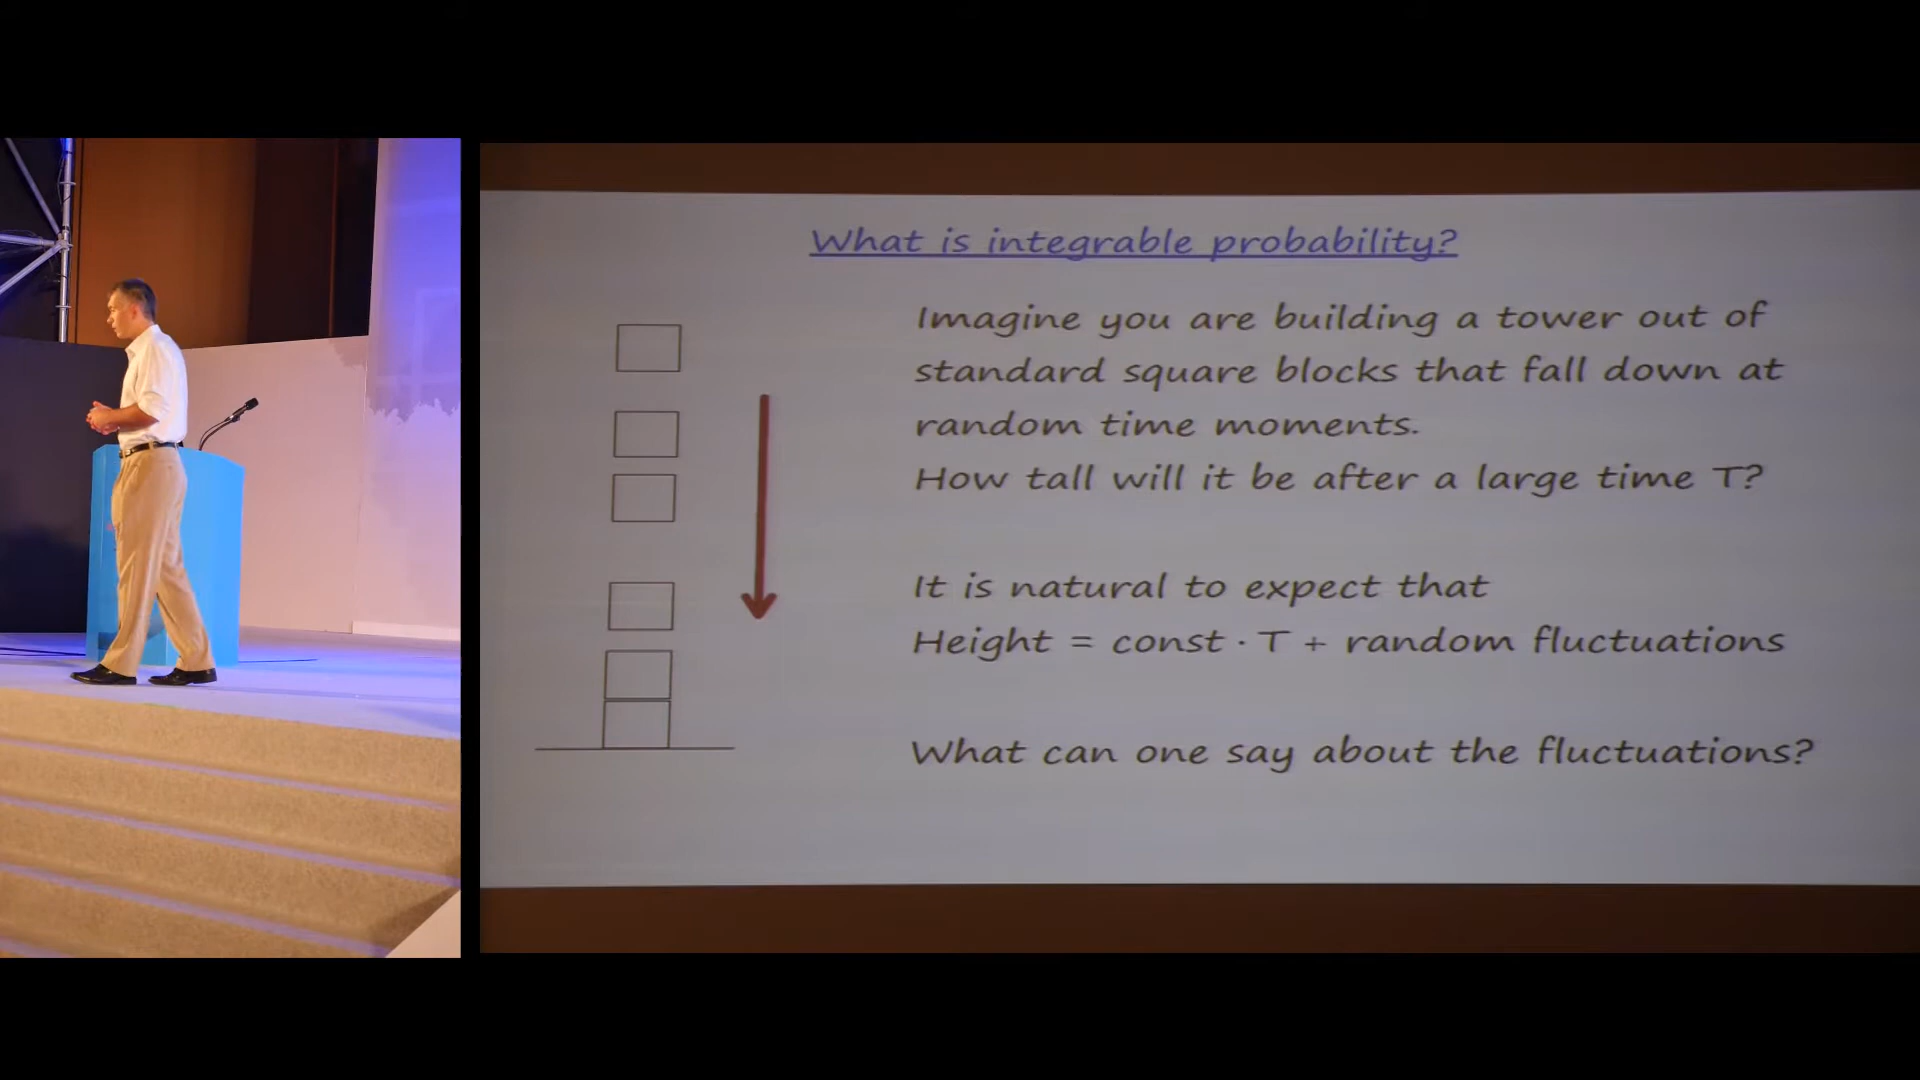 What is integrable probability?
Imagine you are building a tower out of
standard square blocks that fall down at
random time moments.
How tall will it be after a large time T?
It is natural to expect that
Height = const · T + random fluctuations
What can one say about the fluctuations?